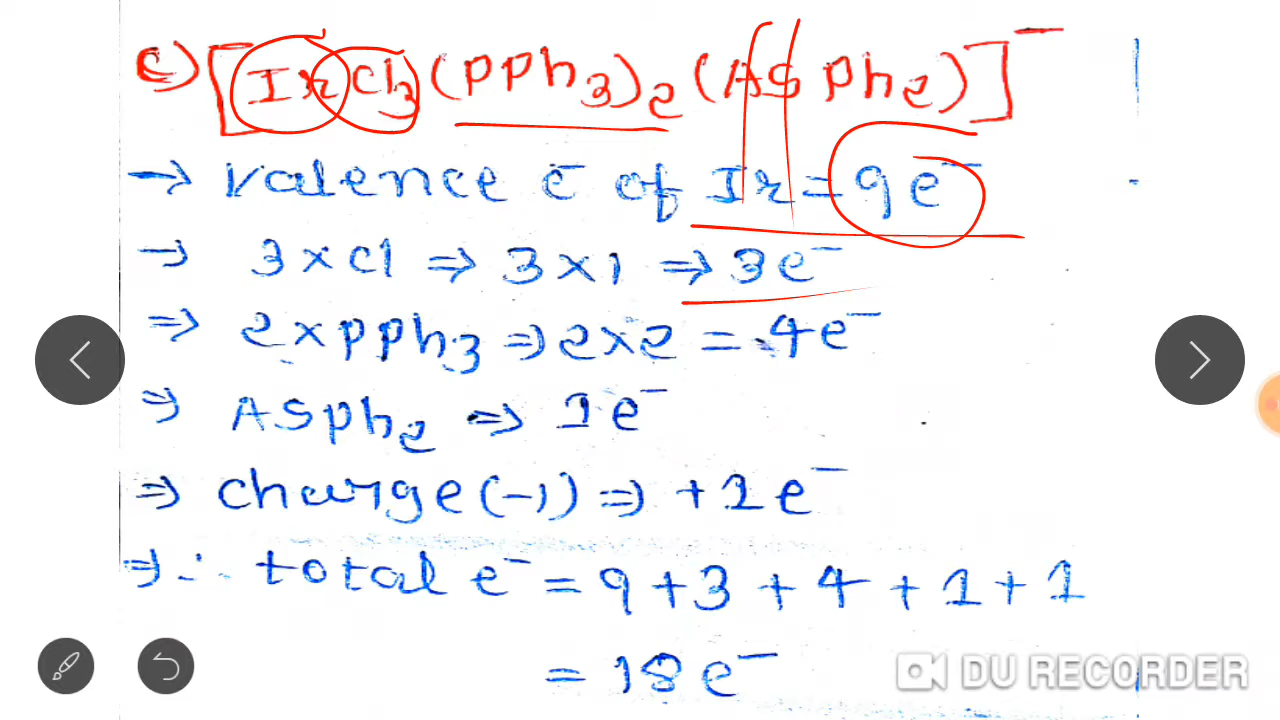 c) [IrCl3(PPh3)2(AsPh2)]⁻
→ Valence e⁻ of Ir = 9e⁻
→ 3×Cl ⇒ 3×1 ⇒ 3e⁻
⇒ 2×PPh3 ⇒ 2×2 = 4e⁻
⇒ AsPh2 ⇒ 1e⁻
⇒ charge(-1) ⇒ +1e⁻
⇒ ∴ total e⁻ = 9+3+4+1+1
= 18e⁻
DU RECORDER